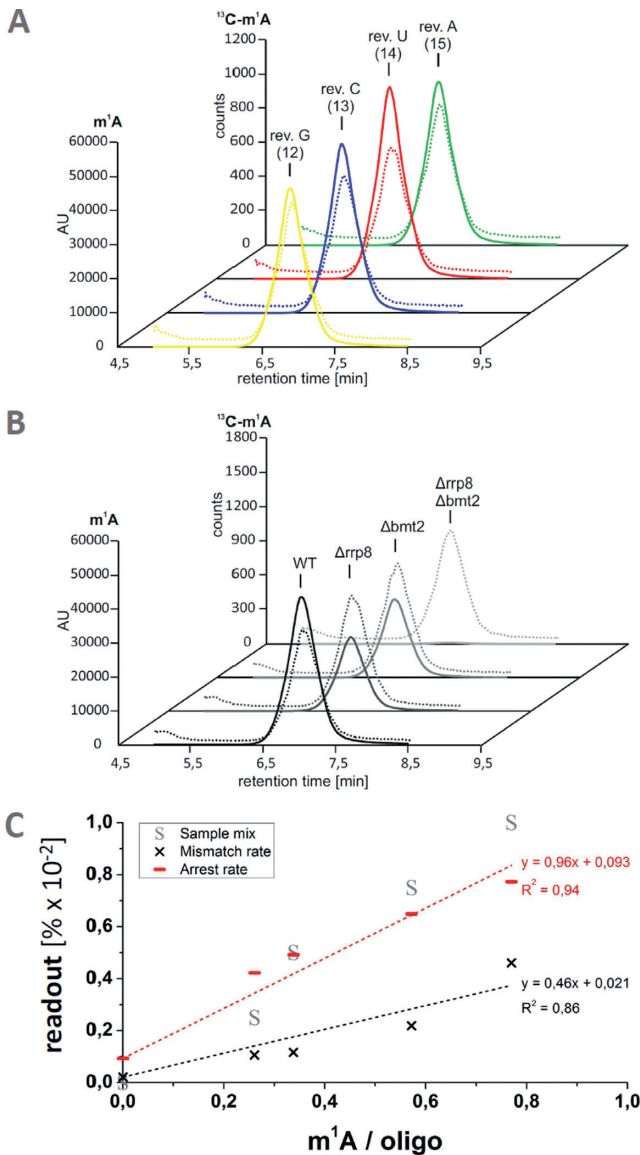 A
¹³C-m¹A
1200
1000
800
600
400
200
0
counts
rev. G
(12)
rev. C
(13)
rev. U
(14)
rev. A
(15)
m¹A
60000
50000
40000
30000
20000
10000
0
AU
4,5
5,5
6,5
7,5
8,5
9,5
retention time [min]
B
¹³C-m¹A
1800
1500
1200
900
600
300
0
counts
WT
Δrrp8
Δbmt2
Δrrp8
Δbmt2
m¹A
60000
50000
40000
30000
20000
10000
0
AU
4,5
5,5
6,5
7,5
8,5
9,5
retention time [min]
C
readout [% x 10⁻²]
1,0
0,8
0,6
0,4
0,2
0,0
S Sample mix
× Mismatch rate
Arrest rate
S
S
S
S
S
y = 0,96x + 0,093
R² = 0,94
y = 0,46x + 0,021
R² = 0,86
0,0
0,2
0,4
0,6
0,8
1,0
m¹A / oligo